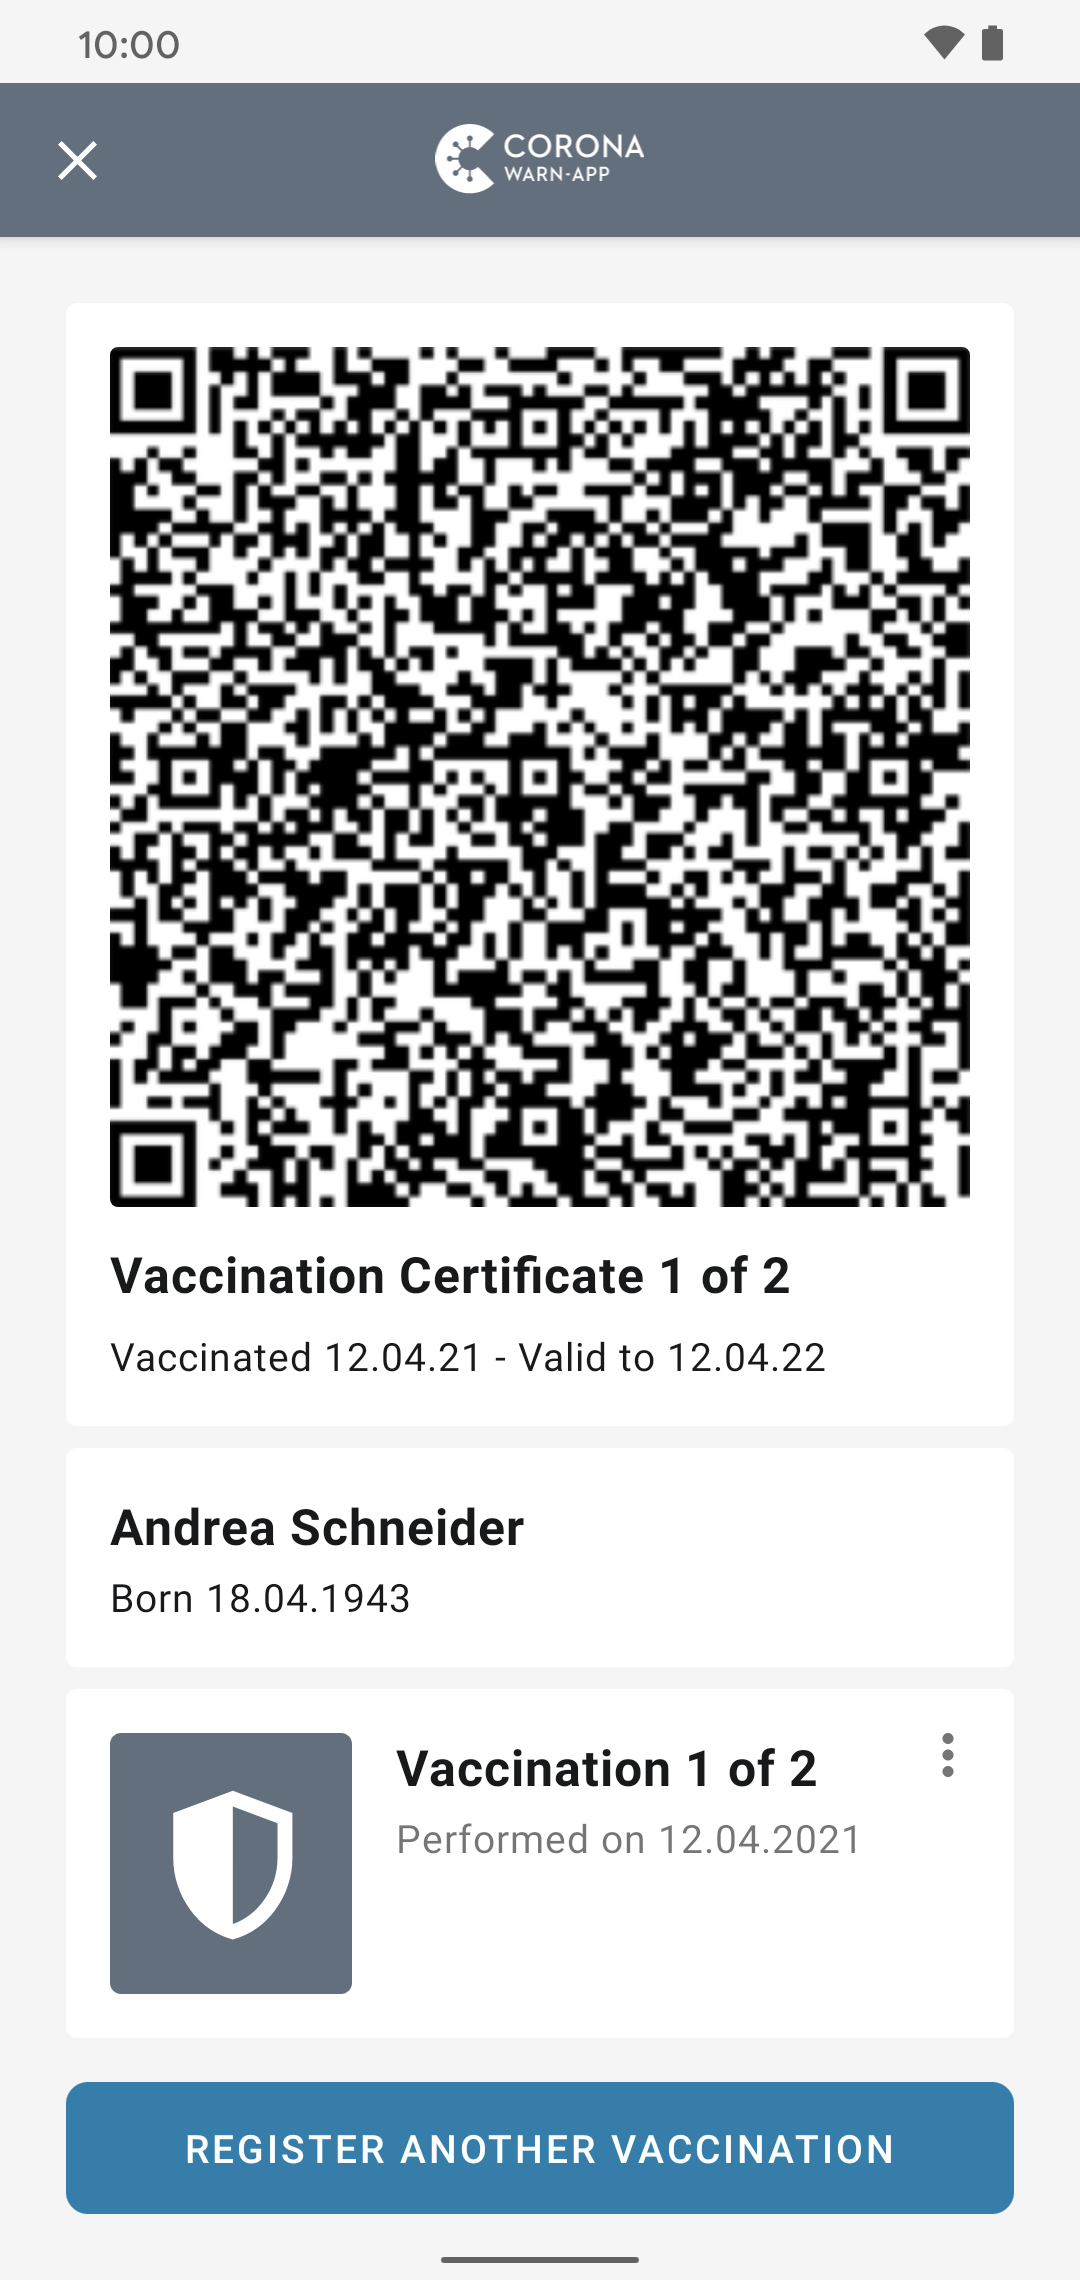 10:00
CORONA
WARN-APP
Vaccination Certificate 1 of 2
Vaccinated 12.04.21 - Valid to 12.04.22
Andrea Schneider
Born 18.04.1943
Vaccination 1 of 2
Performed on 12.04.2021
REGISTER ANOTHER VACCINATION